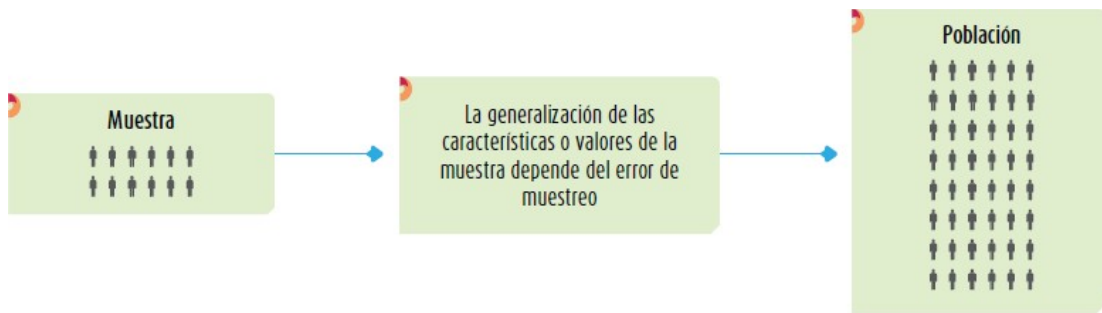 Muestra
La generalización de las
características o valores de la
muestra depende del error de
muestreo
Población